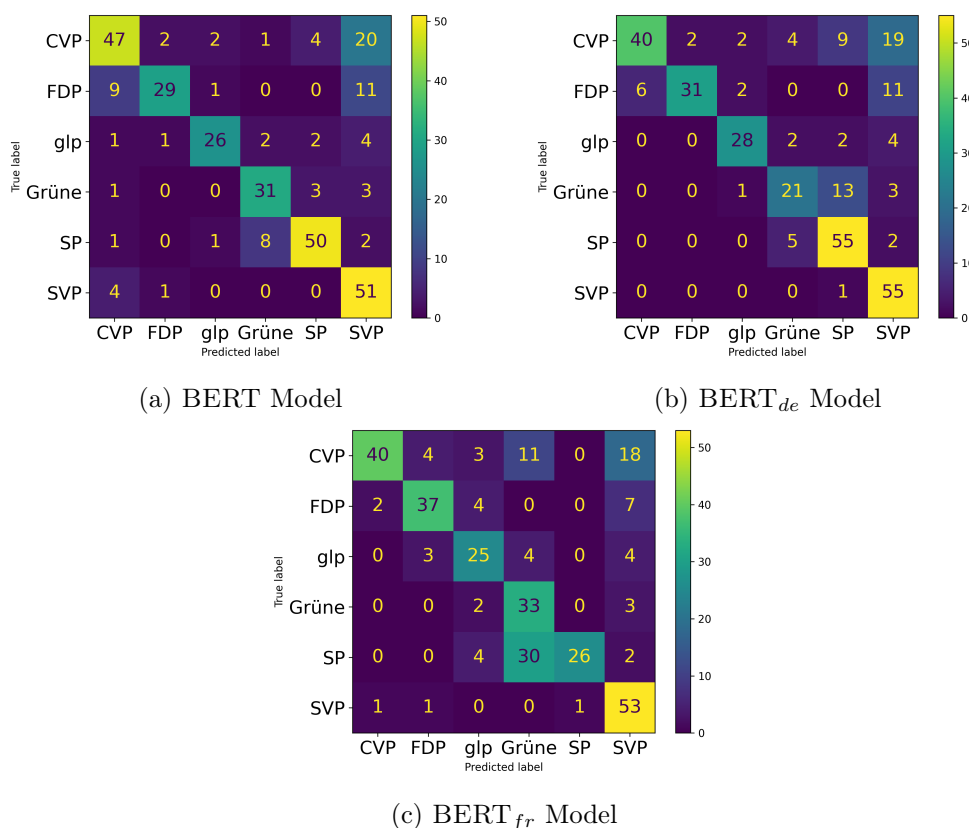 CVP 47 2 2 1 4 20
FDP 9 29 1 0 0 11
glp 1 1 26 2 2 4
Grüne 1 0 0 31 3 3
SP 1 0 1 8 50 2
SVP 4 1 0 0 0 51
CVP FDP glp Grüne SP SVP
True label
Predicted label
50
40
30
20
10
0
(a) BERT Model
CVP 40 2 2 4 9 19
FDP 6 31 2 0 0 11
glp 0 0 28 2 2 4
Grüne 0 0 1 21 13 3
SP 0 0 0 5 55 2
SVP 0 0 0 0 1 55
CVP FDP glp Grüne SP SVP
True label
Predicted label
50
40
30
20
10
0
(b) BERT_de Model
CVP 40 4 3 11 0 18
FDP 2 37 4 0 0 7
glp 0 3 25 4 0 4
Grüne 0 0 2 33 0 3
SP 0 0 4 30 26 2
SVP 1 1 0 0 1 53
CVP FDP glp Grüne SP SVP
True label
Predicted label
50
40
30
20
10
0
(c) BERT_fr Model